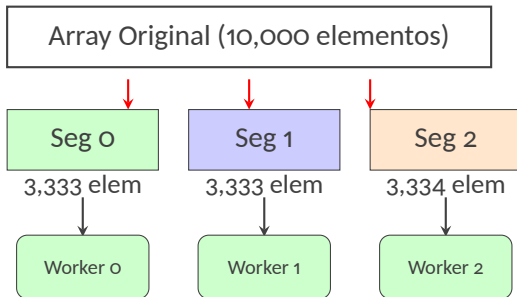 Array Original (10,000 elementos)
Seg 0
Seg 1
Seg 2
3,333 elem
3,333 elem
3,334 elem
Worker 0
Worker 1
Worker 2